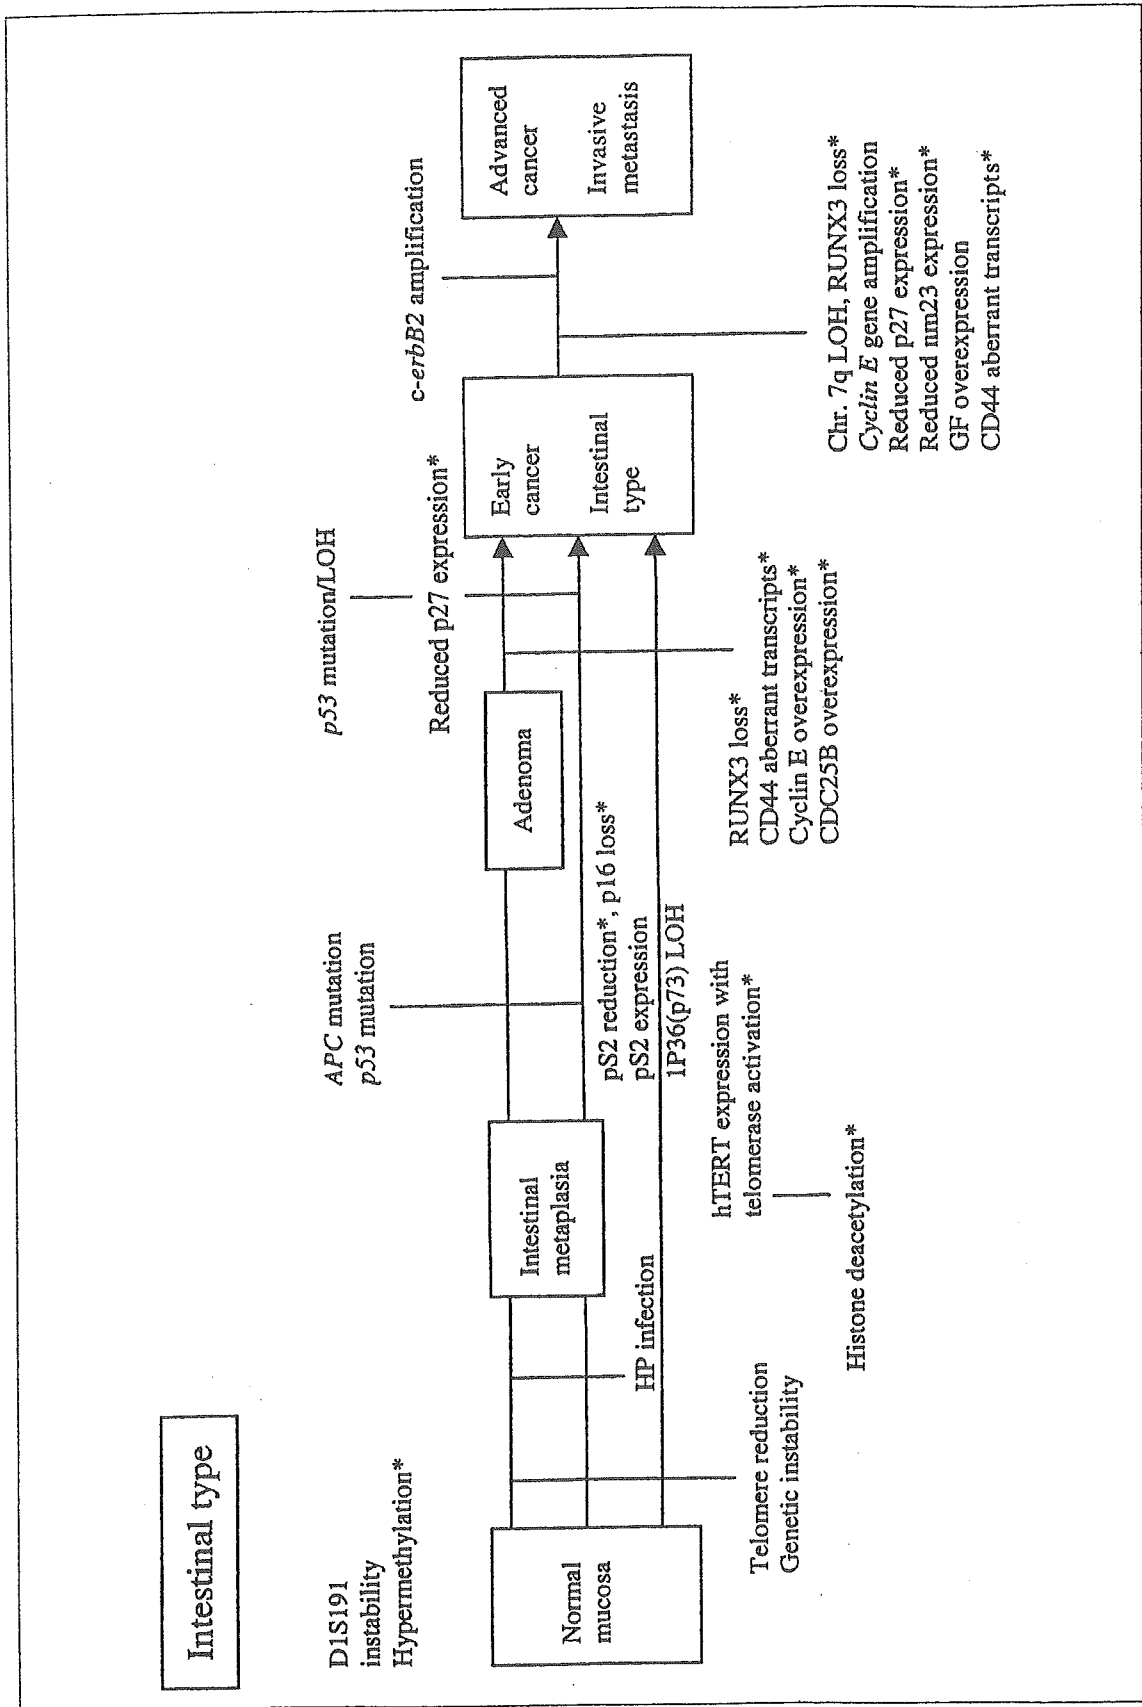 Intestinal type
D1S191
instability
Hypermethylation*
APC mutation
p53 mutation
p53 mutation/LOH
Reduced p27 expression*
c-erbB2 amplification
Normal
mucosa
Intestinal
metaplasia
Adenoma
Early
cancer
Intestinal
type
Advanced
cancer
Invasive
metastasis
HP infection
pS2 reduction*, p16 loss*
pS2 expression
1P36(p73) LOH
Telomere reduction
Genetic instability
hTERT expression with
telomerase activation*
Histone deacetylation*
RUNX3 loss*
CD44 aberrant transcripts*
Cyclin E overexpression*
CDC25B overexpression*
Chr. 7q LOH, RUNX3 loss*
Cyclin E gene amplification
Reduced p27 expression*
Reduced nm23 expression*
GF overexpression
CD44 aberrant transcripts*